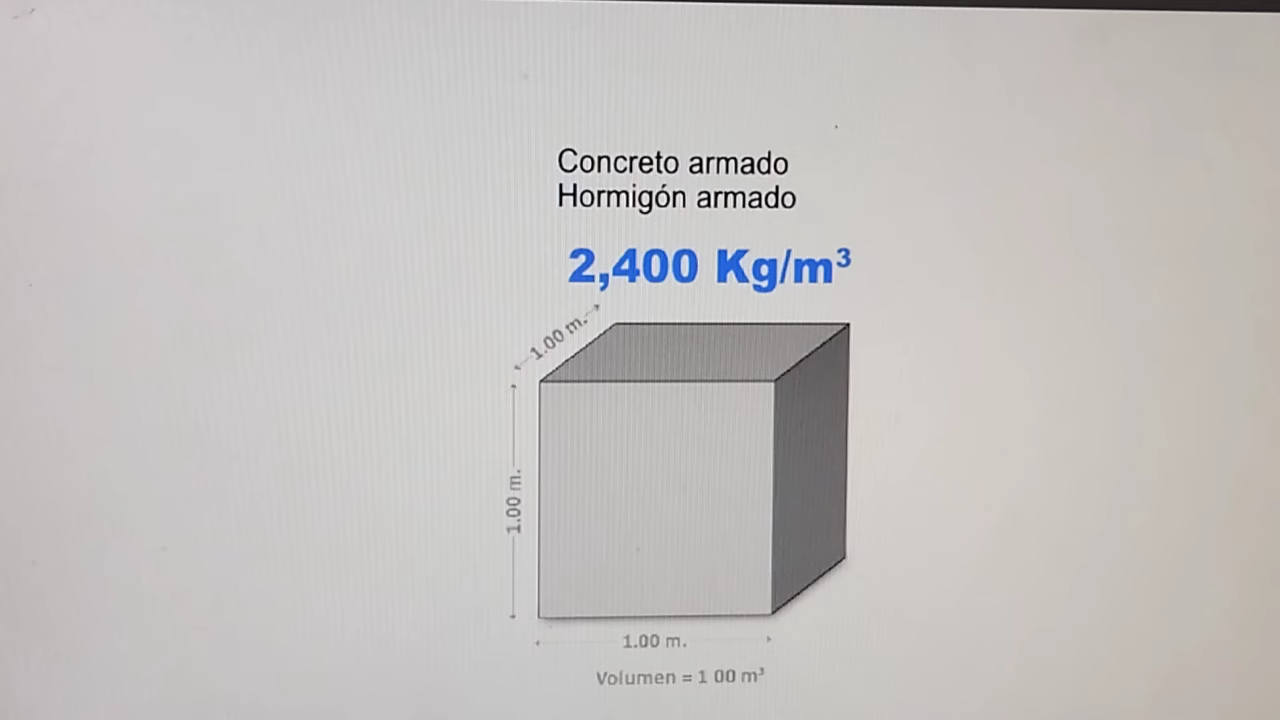 Concreto armado
Hormigón armado
2,400 Kg/m³
1.00 m.
1.00 m.
1.00 m.
Volumen = 1 00 m³